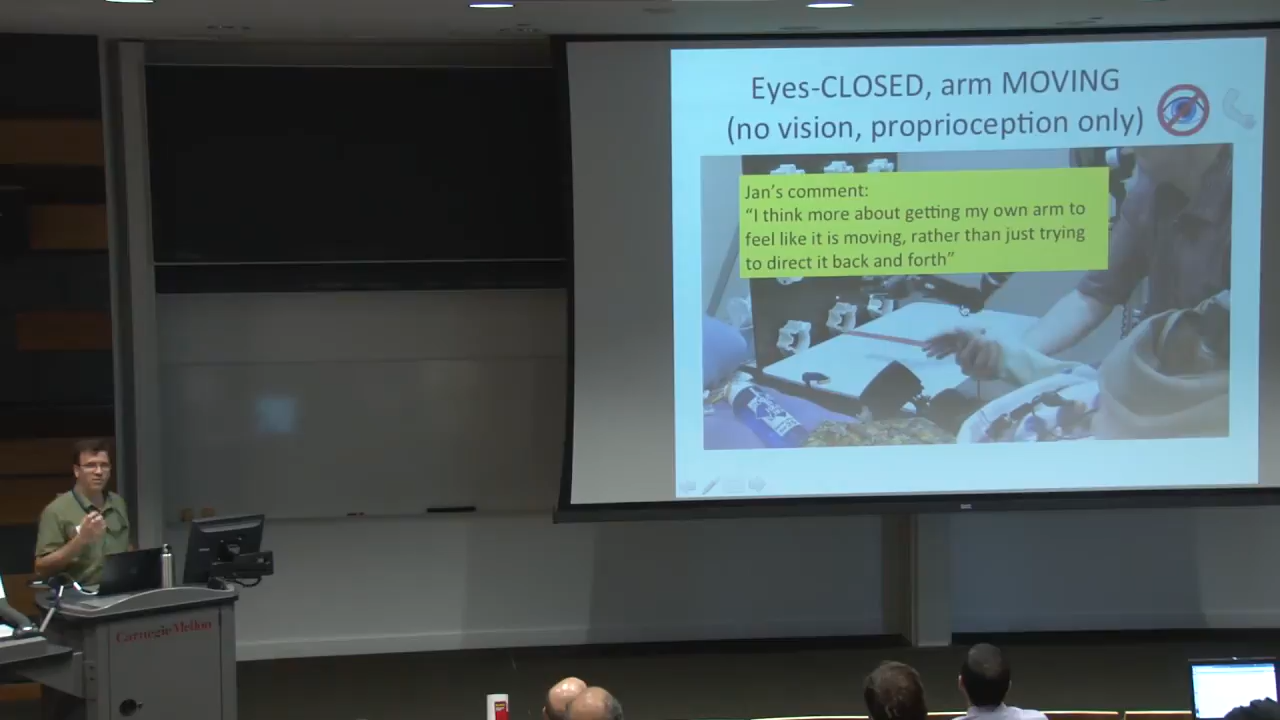 Eyes-CLOSED, arm MOVING
(no vision, proprioception only)
Jan's comment:
“I think more about getting my own arm to
feel like it is moving, rather than just trying
to direct it back and forth”
Carnegie Mellon